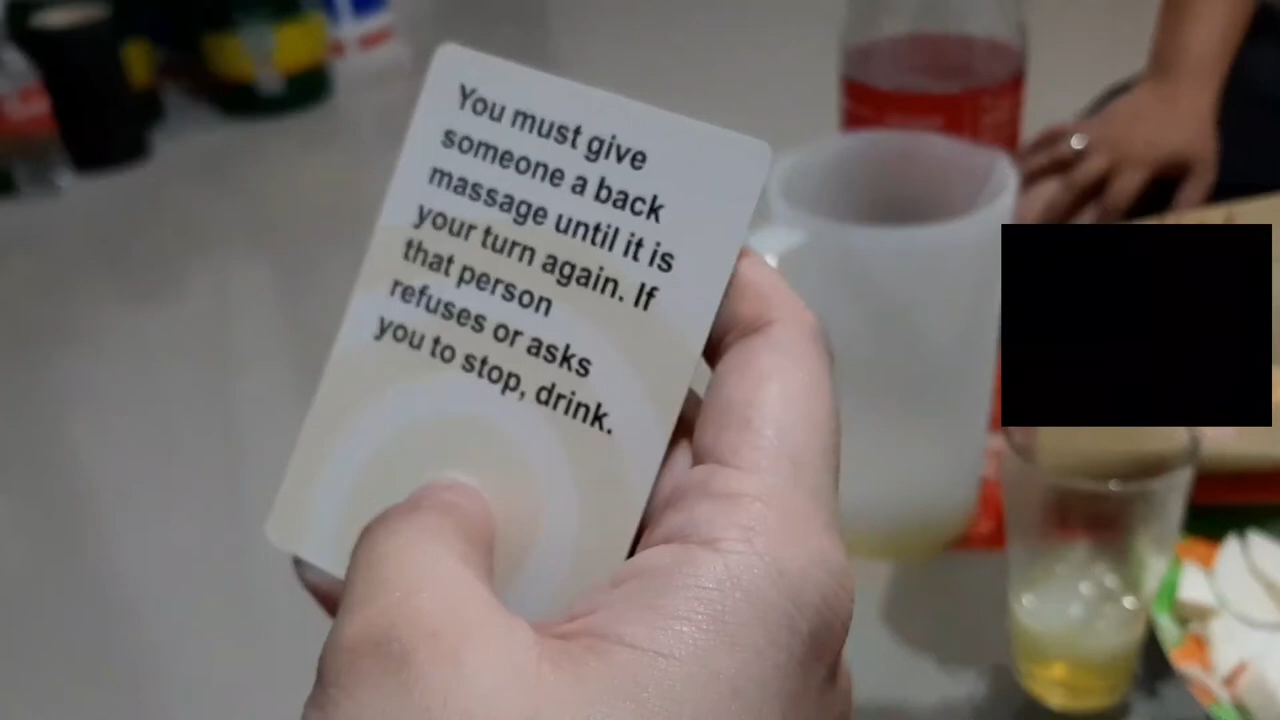 You must give
someone a back
massage until it is
your turn again. If
that person
refuses or asks
you to stop, drink.